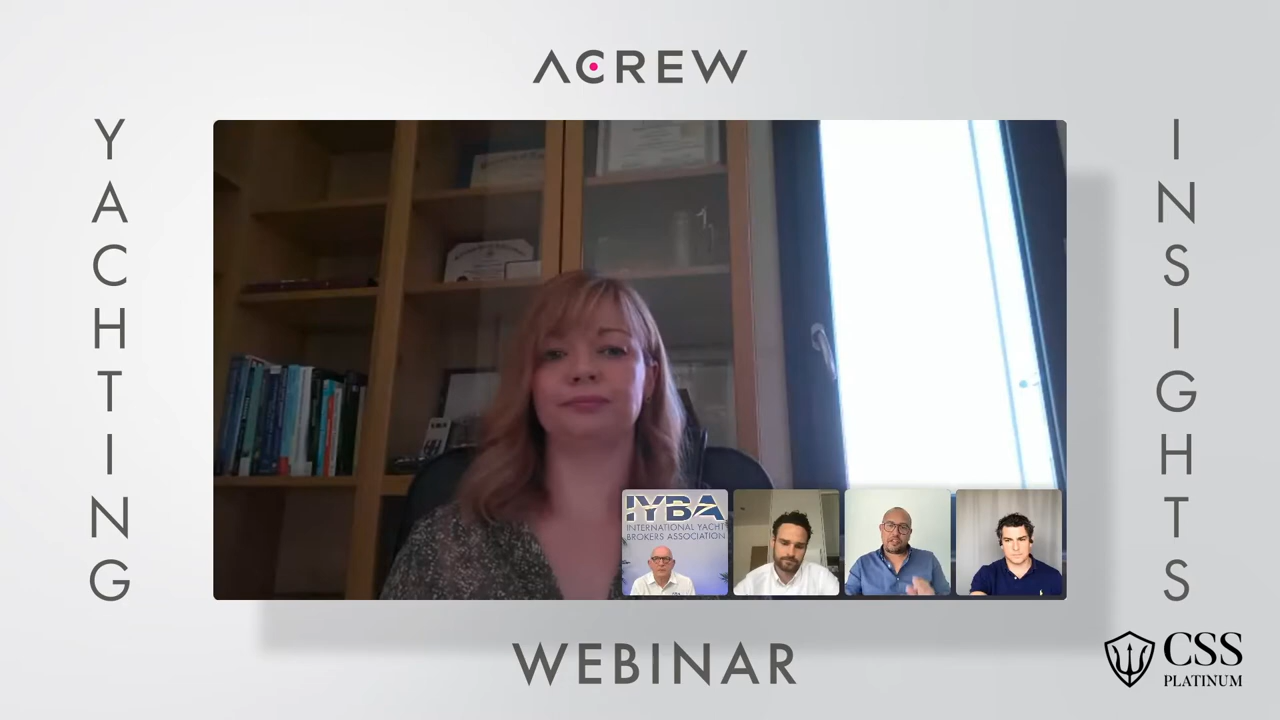 ACREW
YACHTING
INSIGHTS
IYBA
INTERNATIONAL YACHT
BROKERS ASSOCIATION
WEBINAR
CSS
PLATINUM